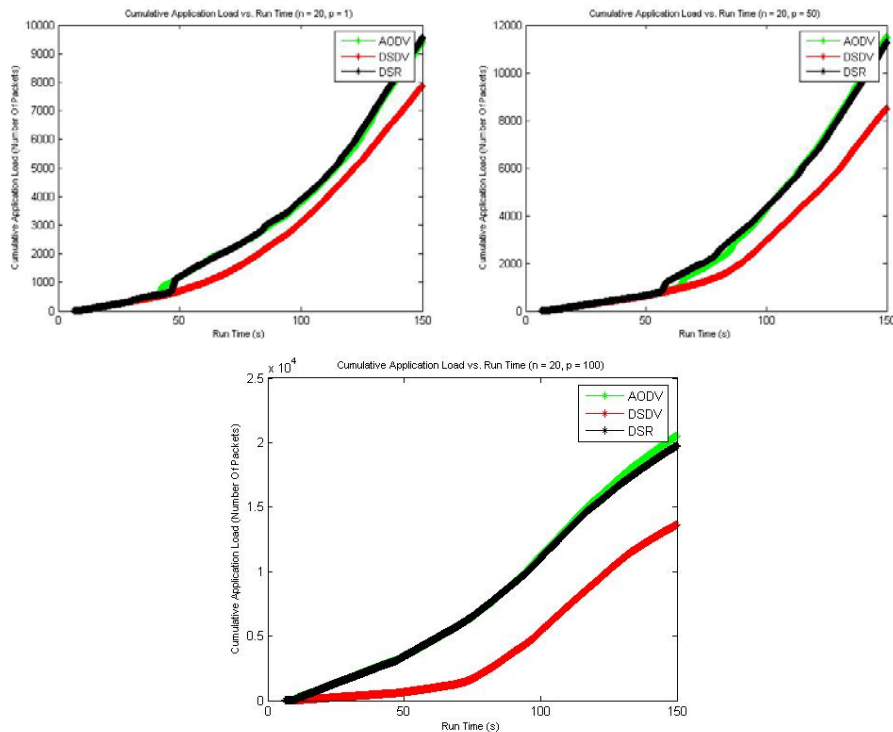 Cumulative Application Load vs. Run Time (n = 20, p = 1)
Cumulative Application Load (Number Of Packets)
10000
9000
8000
7000
6000
5000
4000
3000
2000
1000
0
0
50
100
150
Run Time (s)
AODV
DSDV
DSR
Cumulative Application Load vs. Run Time (n = 20, p = 50)
Cumulative Application Load (Number Of Packets)
12000
10000
8000
6000
4000
2000
0
0
50
100
150
Run Time (s)
AODV
DSDV
DSR
Cumulative Application Load vs. Run Time (n = 20, p = 100)
x 10^4
Cumulative Application Load (Number Of Packets)
2.5
2
1.5
1
0.5
0
0
50
100
150
Run Time (s)
AODV
DSDV
DSR